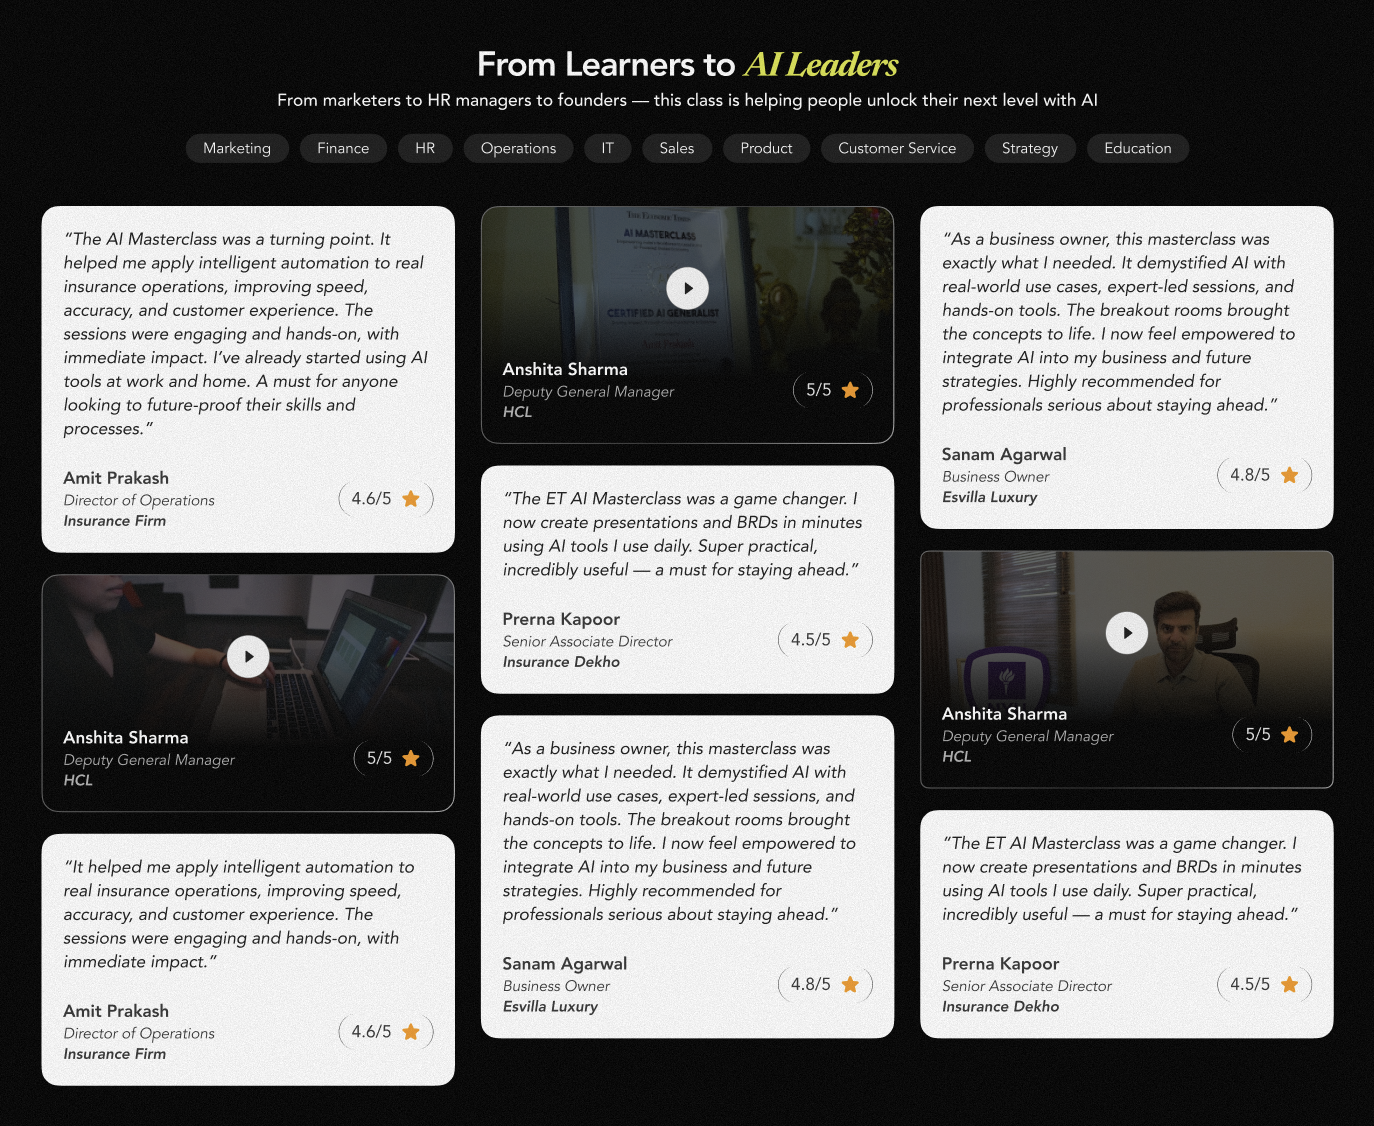 From Learners to AI Leaders
From marketers to HR managers to founders — this class is helping people unlock their next level with AI
Marketing
Finance
HR
Operations
IT
Sales
Product
Customer Service
Strategy
Education
“The AI Masterclass was a turning point. It
helped me apply intelligent automation to real
insurance operations, improving speed,
accuracy, and customer experience. The
sessions were engaging and hands-on, with
immediate impact. I’ve already started using AI
tools at work and home. A must for anyone
looking to future-proof their skills and
processes.”
Amit Prakash
Director of Operations
Insurance Firm
4.6/5
Anshita Sharma
Deputy General Manager
HCL
5/5
“It helped me apply intelligent automation to
real insurance operations, improving speed,
accuracy, and customer experience. The
sessions were engaging and hands-on, with
immediate impact.”
Amit Prakash
Director of Operations
Insurance Firm
4.6/5
The Economic Times
AI MASTERCLASS
CERTIFIED AI GENERALIST
Amit Prakash
Anshita Sharma
Deputy General Manager
HCL
5/5
“The ET AI Masterclass was a game changer. I
now create presentations and BRDs in minutes
using AI tools I use daily. Super practical,
incredibly useful — a must for staying ahead.”
Prerna Kapoor
Senior Associate Director
Insurance Dekho
4.5/5
“As a business owner, this masterclass was
exactly what I needed. It demystified AI with
real-world use cases, expert-led sessions, and
hands-on tools. The breakout rooms brought
the concepts to life. I now feel empowered to
integrate AI into my business and future
strategies. Highly recommended for
professionals serious about staying ahead.”
Sanam Agarwal
Business Owner
Esvilla Luxury
4.8/5
“As a business owner, this masterclass was
exactly what I needed. It demystified AI with
real-world use cases, expert-led sessions, and
hands-on tools. The breakout rooms brought
the concepts to life. I now feel empowered to
integrate AI into my business and future
strategies. Highly recommended for
professionals serious about staying ahead.”
Sanam Agarwal
Business Owner
Esvilla Luxury
4.8/5
Anshita Sharma
Deputy General Manager
HCL
5/5
“The ET AI Masterclass was a game changer. I
now create presentations and BRDs in minutes
using AI tools I use daily. Super practical,
incredibly useful — a must for staying ahead.”
Prerna Kapoor
Senior Associate Director
Insurance Dekho
4.5/5